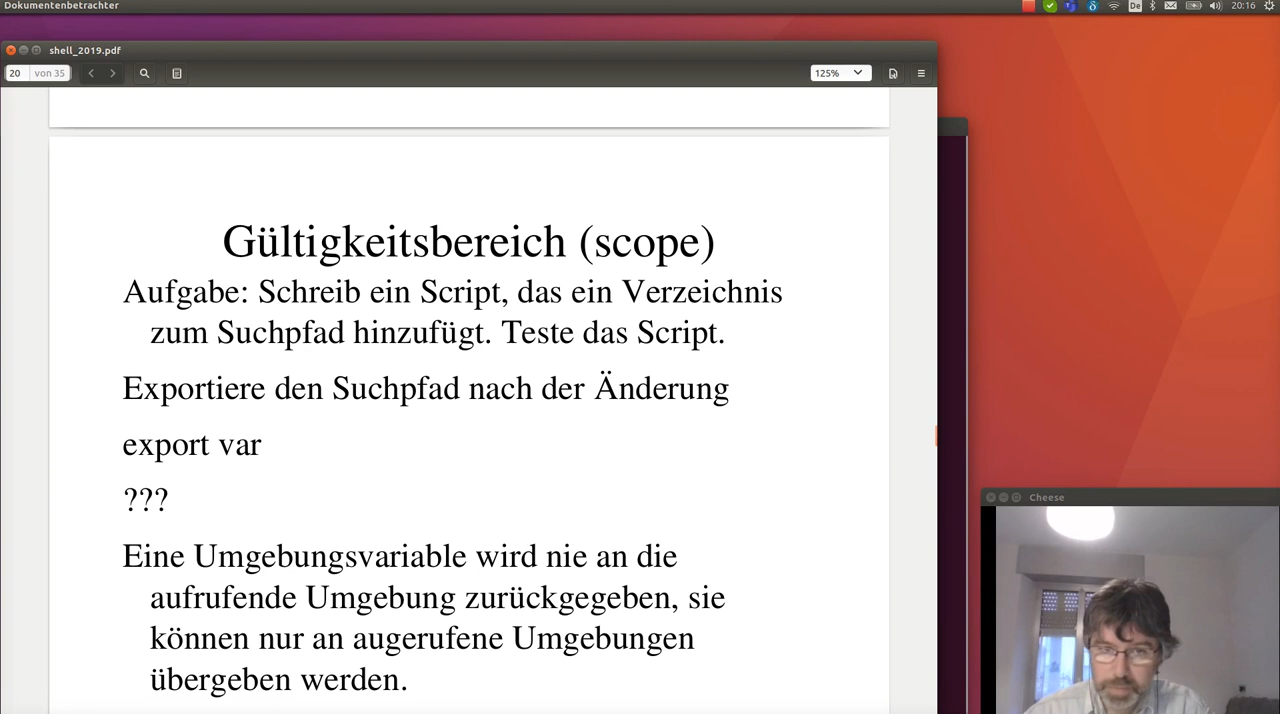 Dokumentenbetrachter
De
20:16
shell_2019.pdf
20 von 35
125%
Gültigkeitsbereich (scope)
Aufgabe: Schreib ein Script, das ein Verzeichnis
zum Suchpfad hinzufügt. Teste das Script.
Exportiere den Suchpfad nach der Änderung
export var
???
Eine Umgebungsvariable wird nie an die
aufrufende Umgebung zurückgegeben, sie
können nur an augerufene Umgebungen
übergeben werden.
Cheese